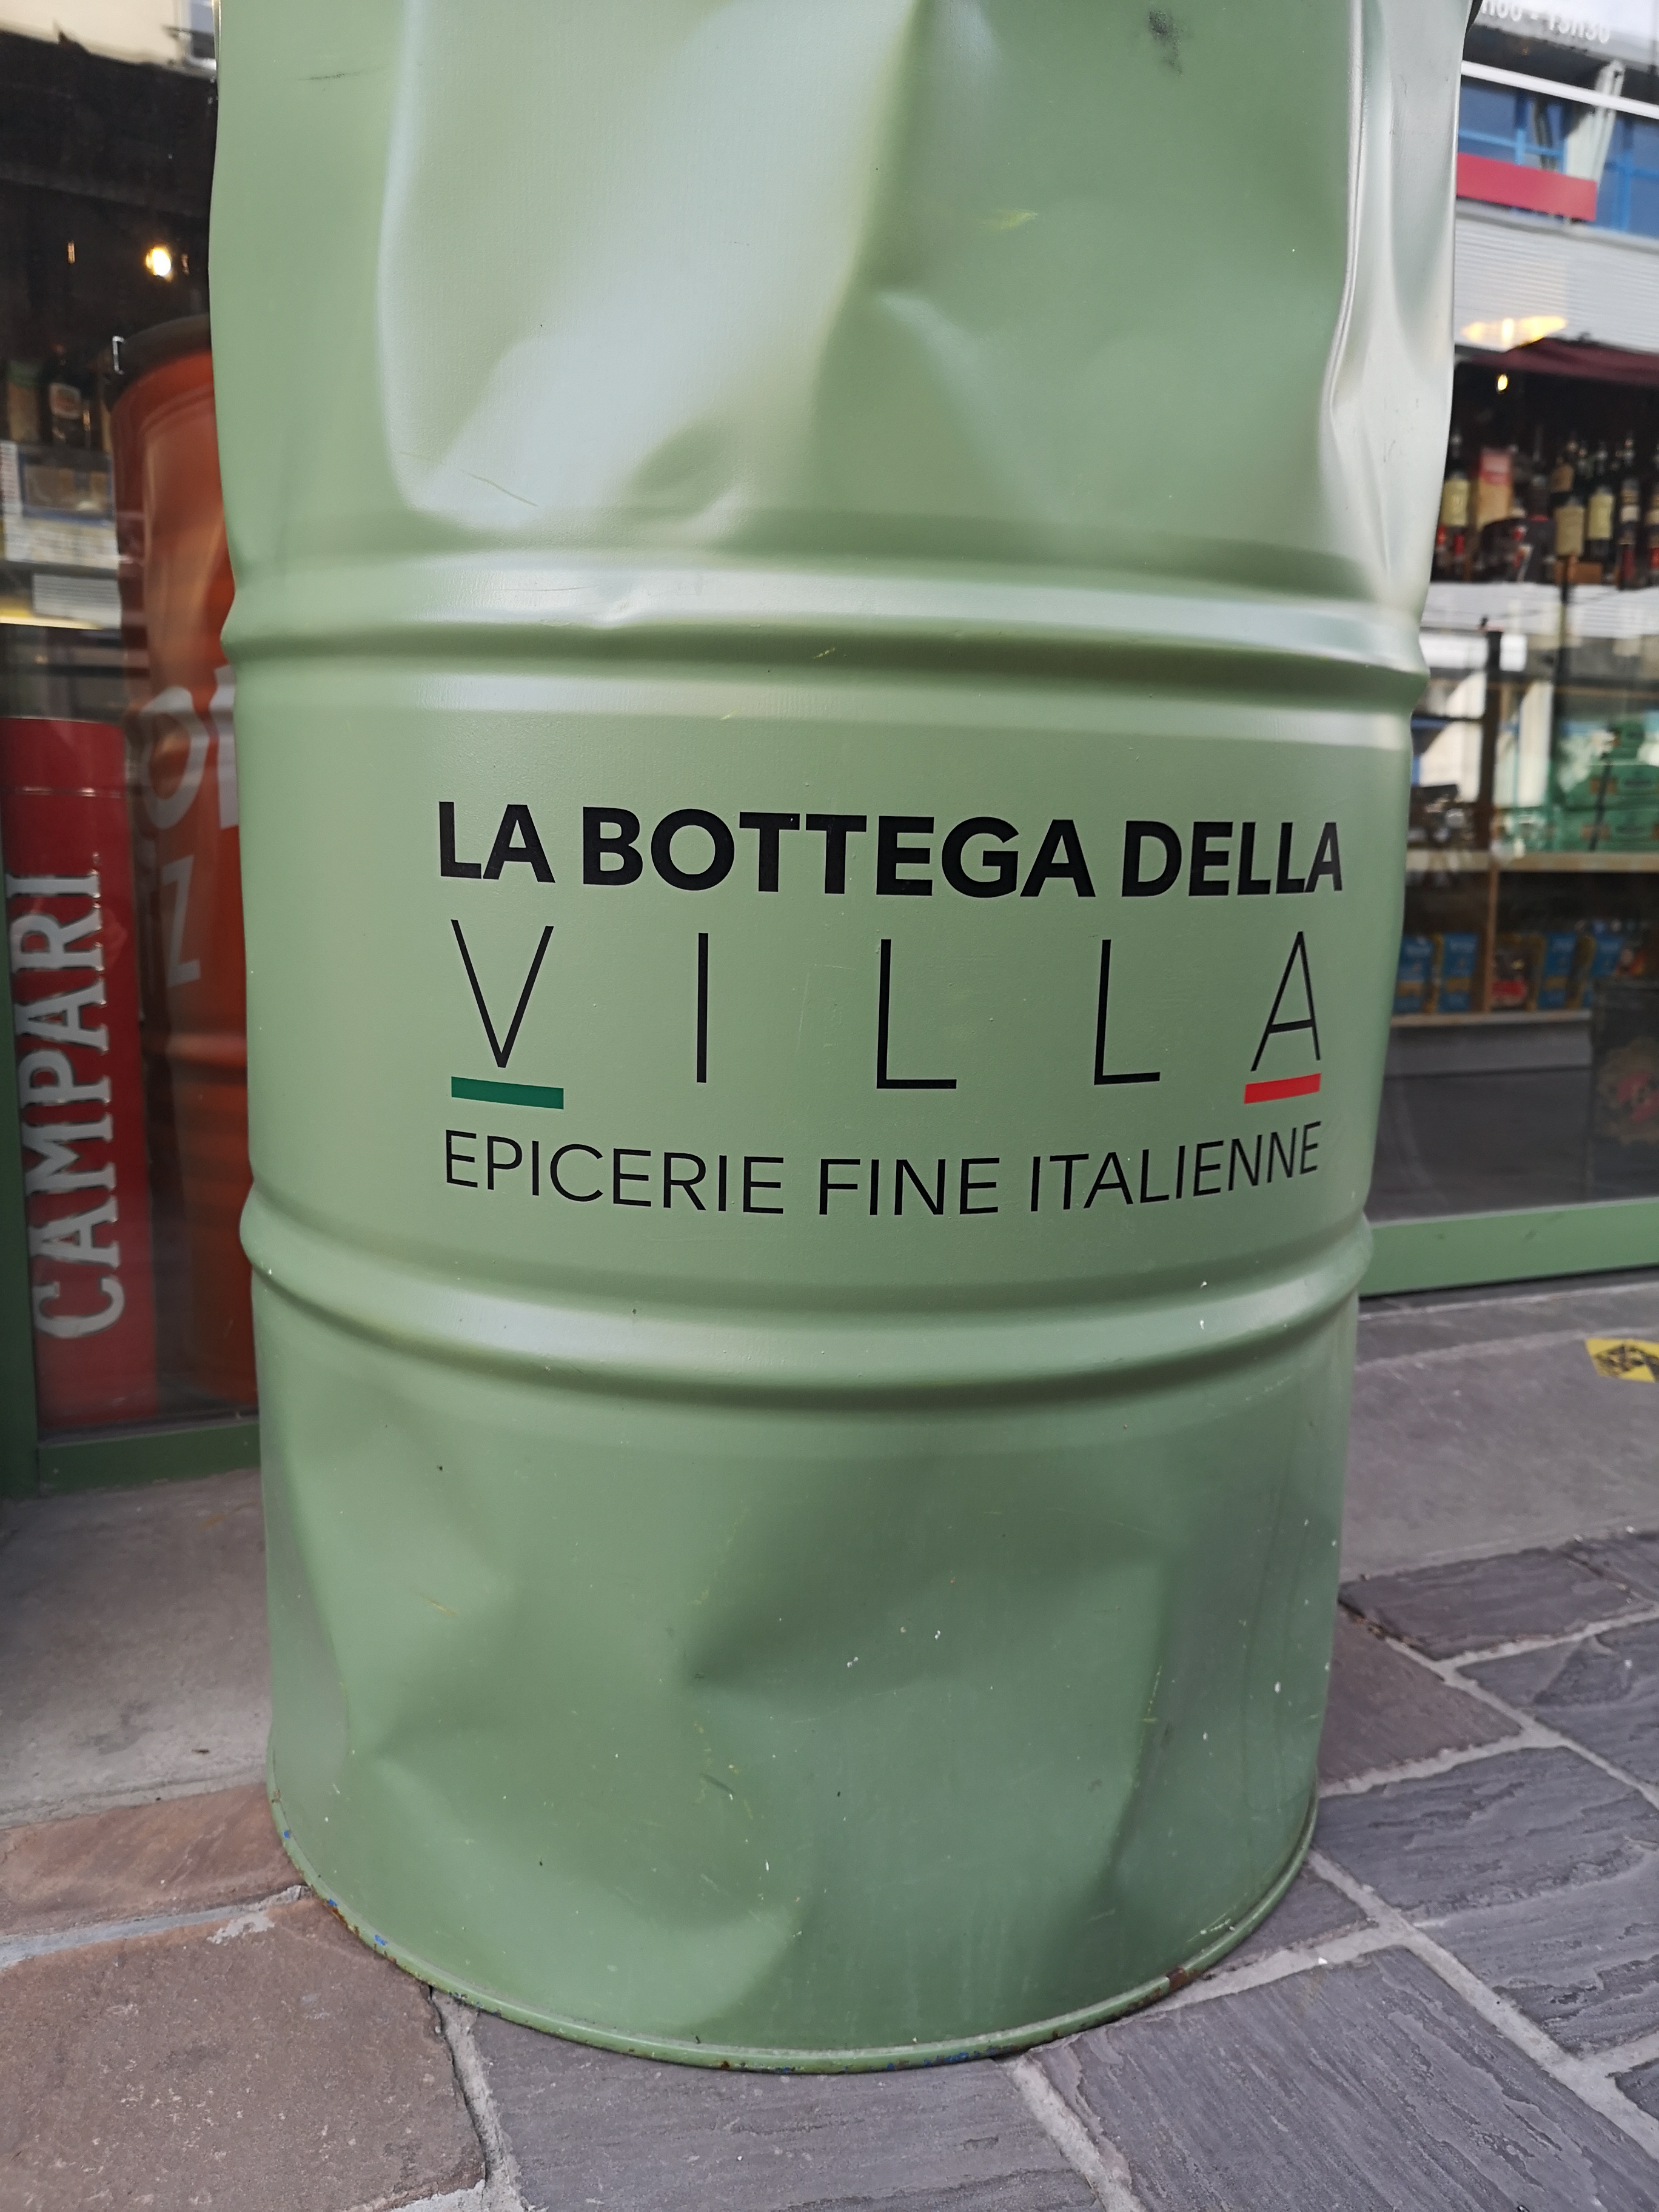 LA BOTTEGA DELLA
VILLA
EPICERIE FINE ITALIENNE
CAMPARI